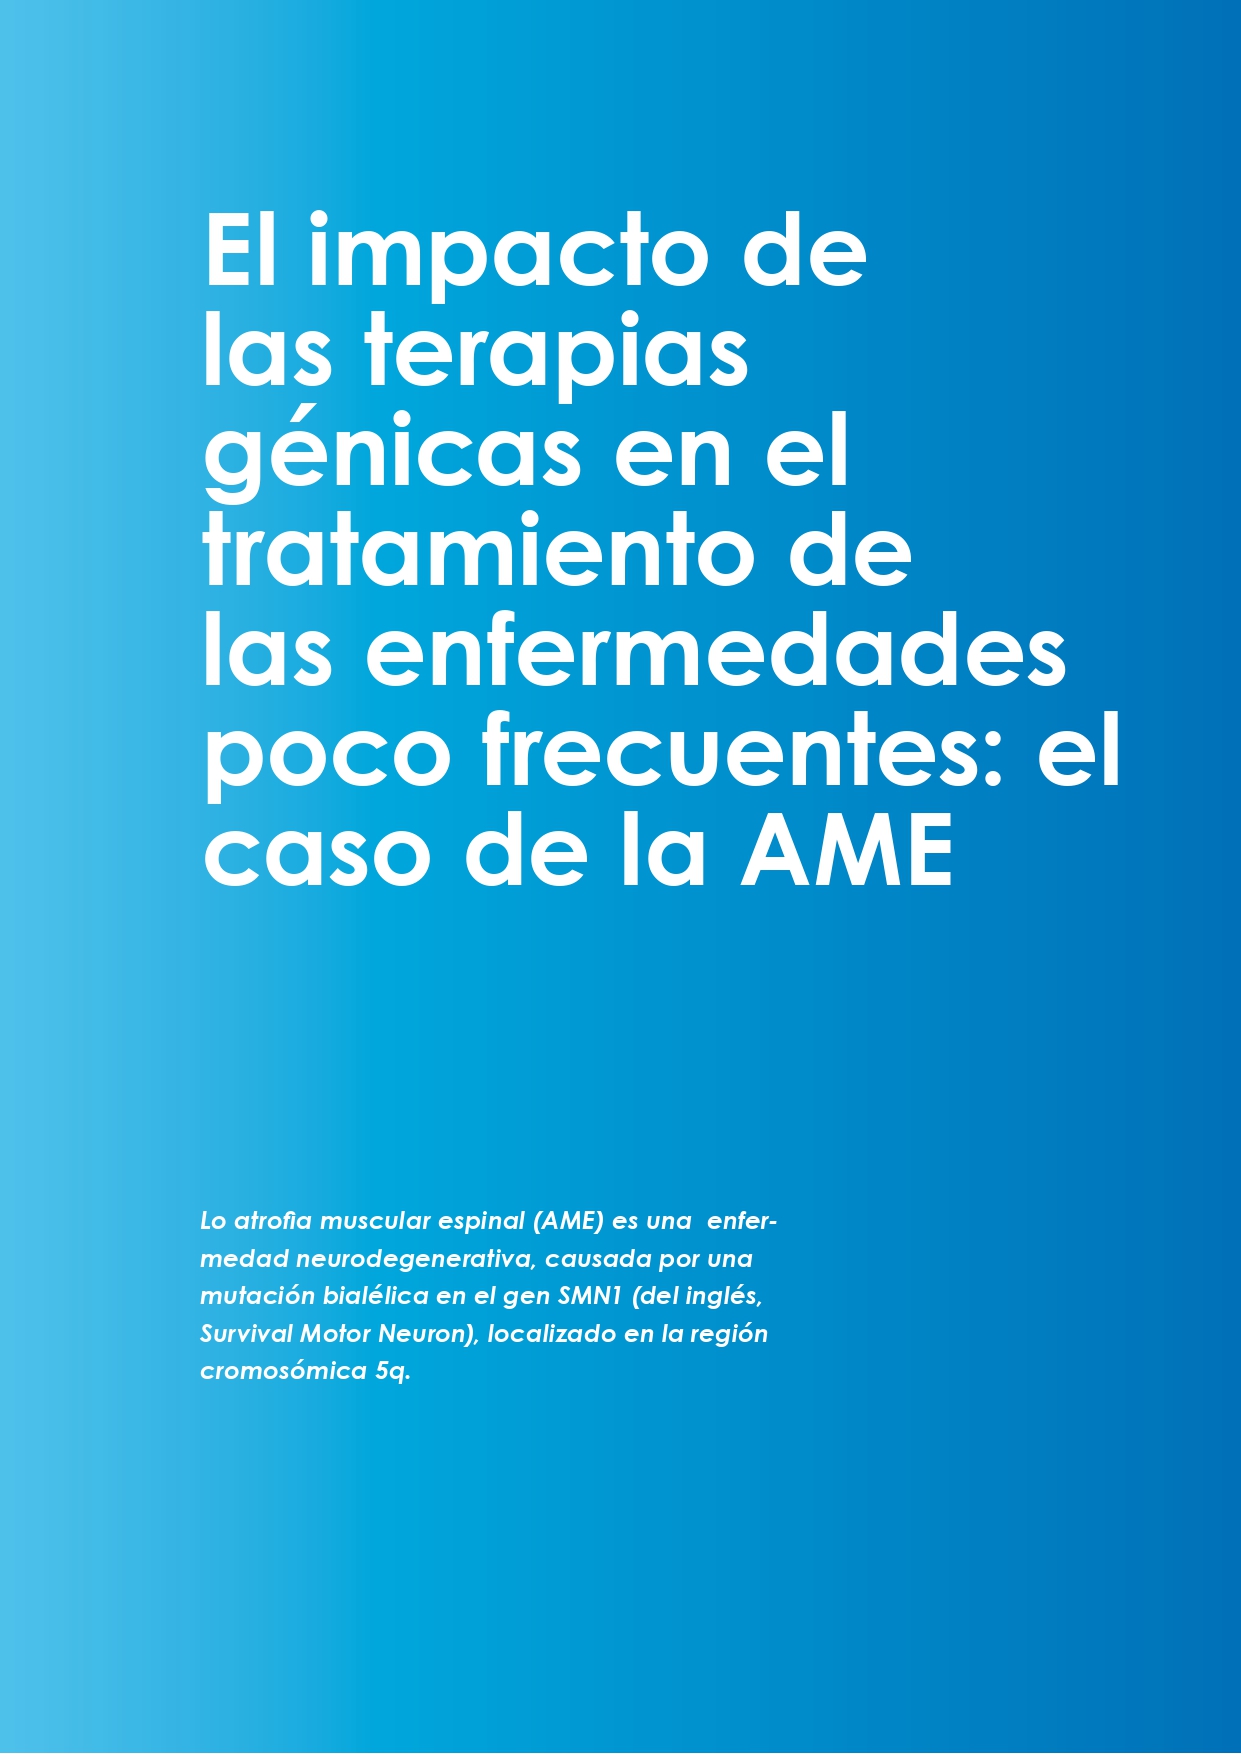 El impacto de
las terapias
génicas en el
tratamiento de
las enfermedades
poco frecuentes: el
caso de la AME
Lo atrofia muscular espinal (AME) es una  enfer-
medad neurodegenerativa, causada por una
mutación bialélica en el gen SMN1 (del inglés,
Survival Motor Neuron), localizado en la región
cromosómica 5q.